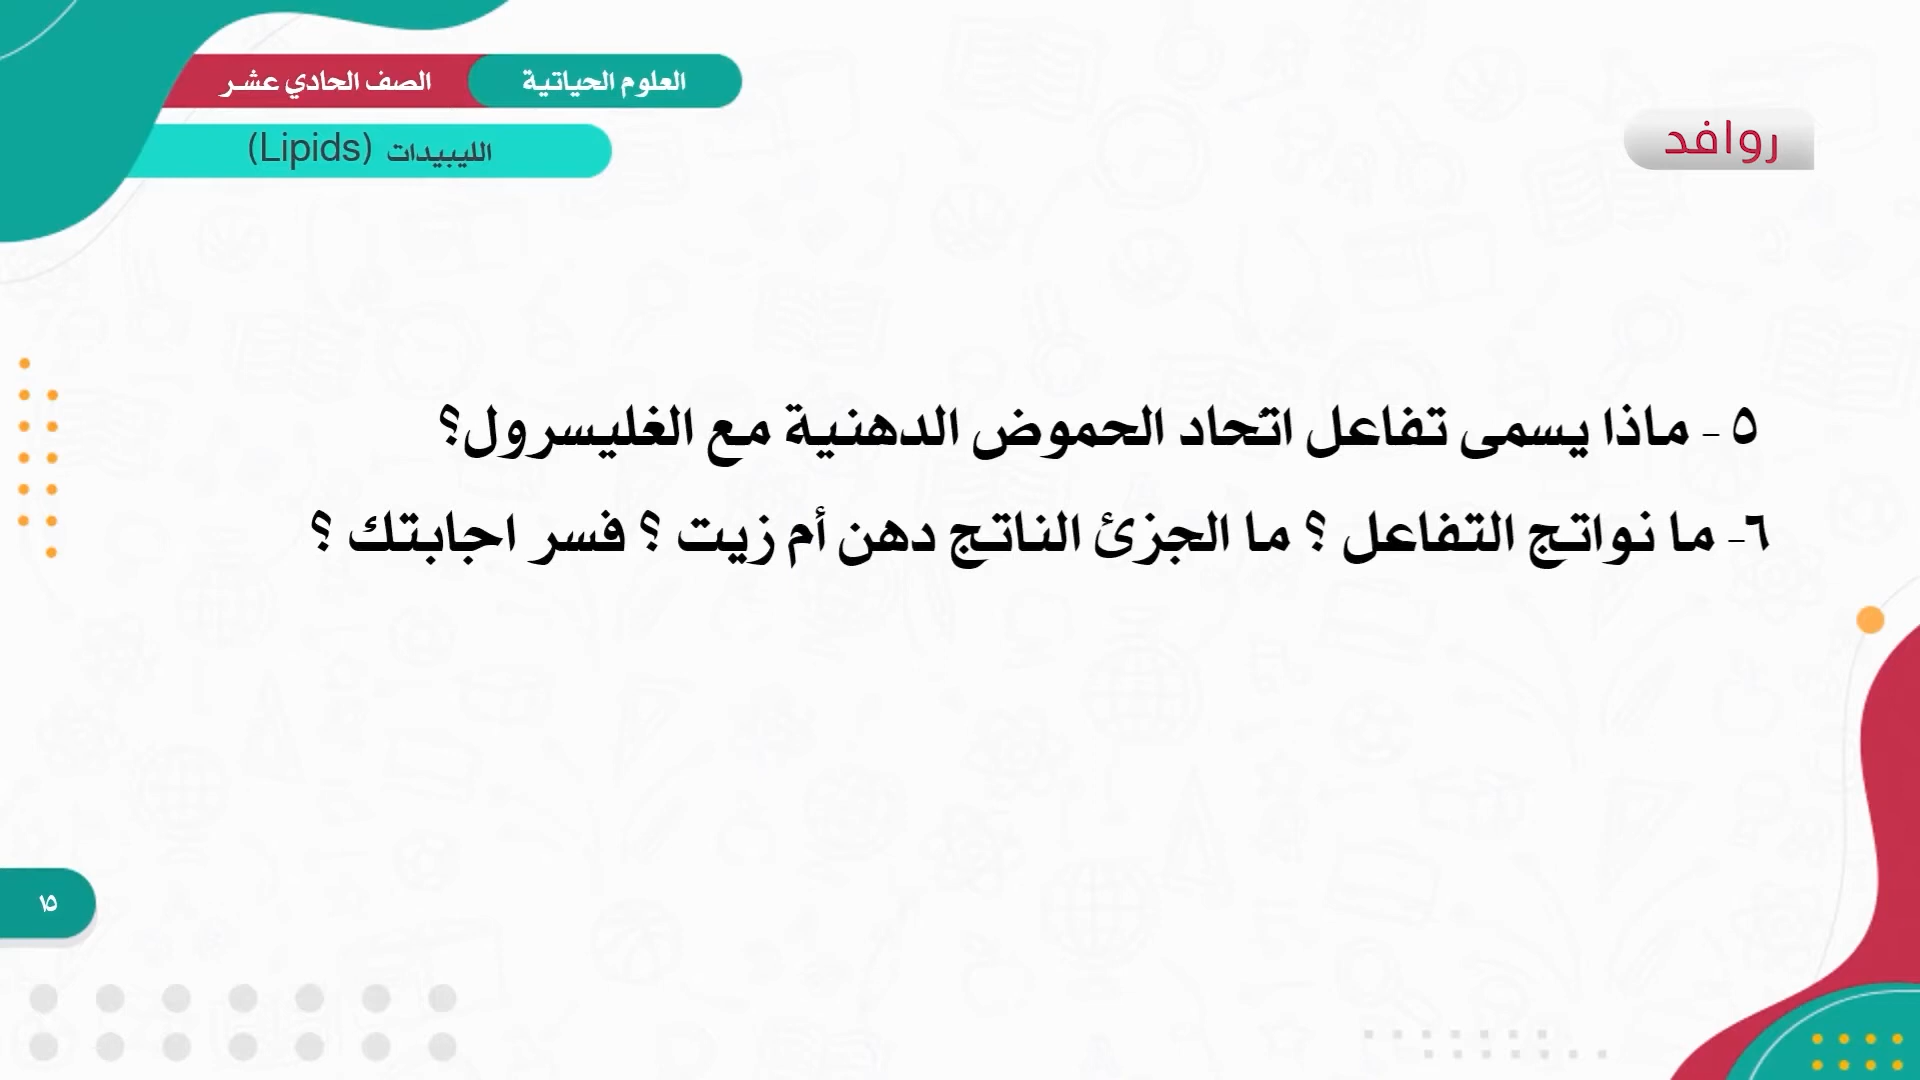 العلوم الحياتية
الصف الحادي عشر
الليبيدات (Lipids)
روافد
٥ - ماذا يسمى تفاعل اتحاد الحموض الدهنية مع الغليسرول؟
٦- ما نواتج التفاعل ؟ ما الجزئ الناتج دهن أم زيت ؟ فسر اجابتك ؟
١٥